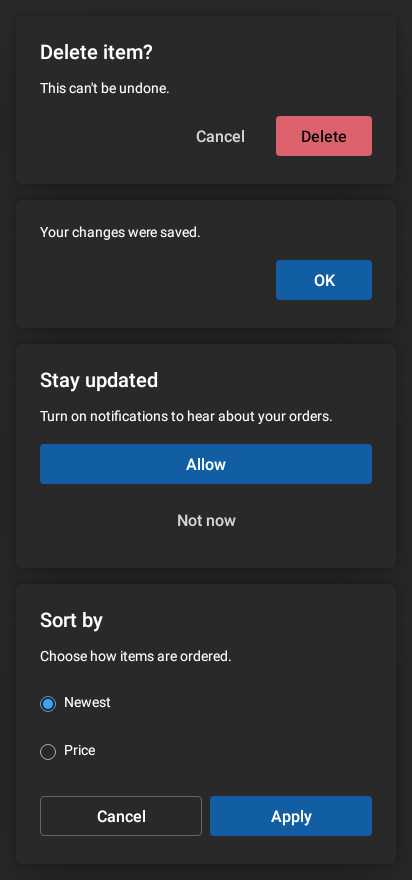 Delete item?
This can't be undone.
Cancel Delete
Your changes were saved.
OK
Stay updated
Turn on notifications to hear about your orders.
Allow
Not now
Sort by
Choose how items are ordered.
Newest
Price
Cancel Apply